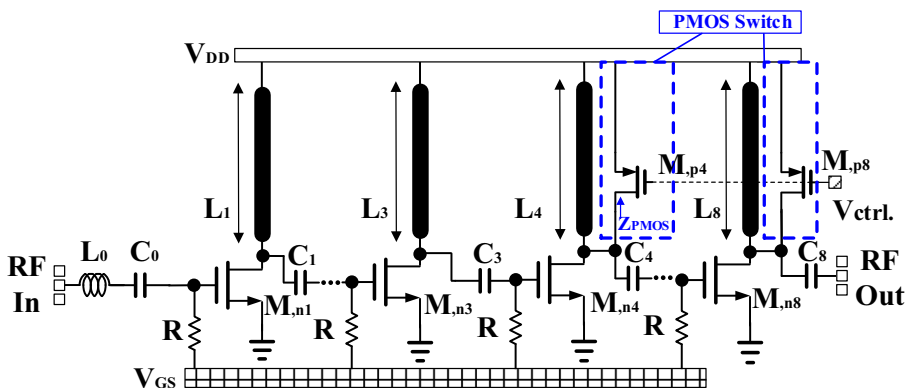 PMOS Switch
VDD
M,p4
M,p8
L1
L3
L4
L8
ZPMOS
Vctrl.
L0
C0
C1
C3
C4
C8
RF
In
RF
Out
M,n1
M,n3
M,n4
M,n8
R
R
R
R
VGS